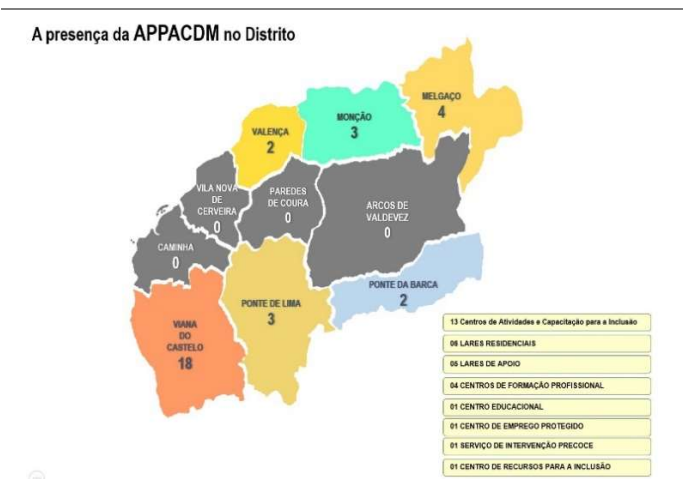 A presença da APPACDM no Distrito
MELGAÇO
4
MONÇÃO
3
VALENÇA
2
VILA NOVA
DE
CERVEIRA
0
PAREDES
DE COURA
0
ARCOS DE
VALDEVEZ
0
CAMINHA
0
PONTE DA BARCA
2
PONTE DE LIMA
3
VIANA
DO
CASTELO
18
13 Centros de Atividades e Capacitação para a Inclusão
08 LARES RESIDENCIAIS
05 LARES DE APOIO
04 CENTROS DE FORMAÇÃO PROFISSIONAL
01 CENTRO EDUCACIONAL
01 CENTRO DE EMPREGO PROTEGIDO
01 SERVIÇO DE INTERVENÇÃO PRECOCE
01 CENTRO DE RECURSOS PARA A INCLUSÃO